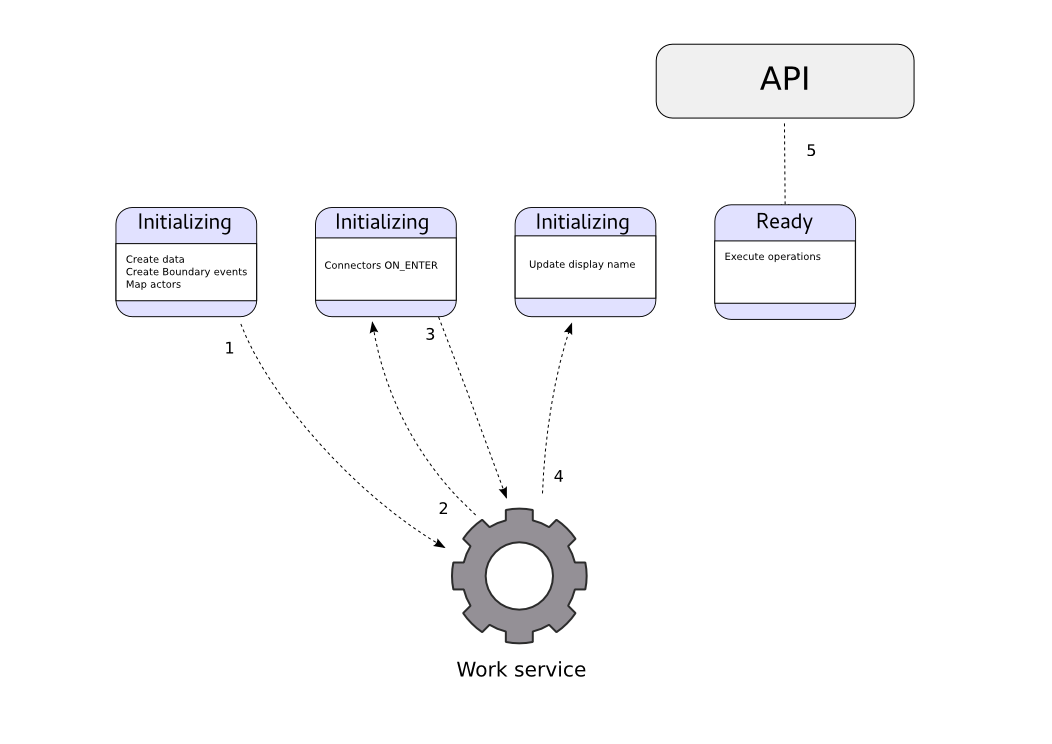 API
5
Initializing
Create data
Create Boundary events
Map actors
Initializing
Connectors ON_ENTER
Initializing
Update display name
Ready
Execute operations
1
3
2
4
Work service